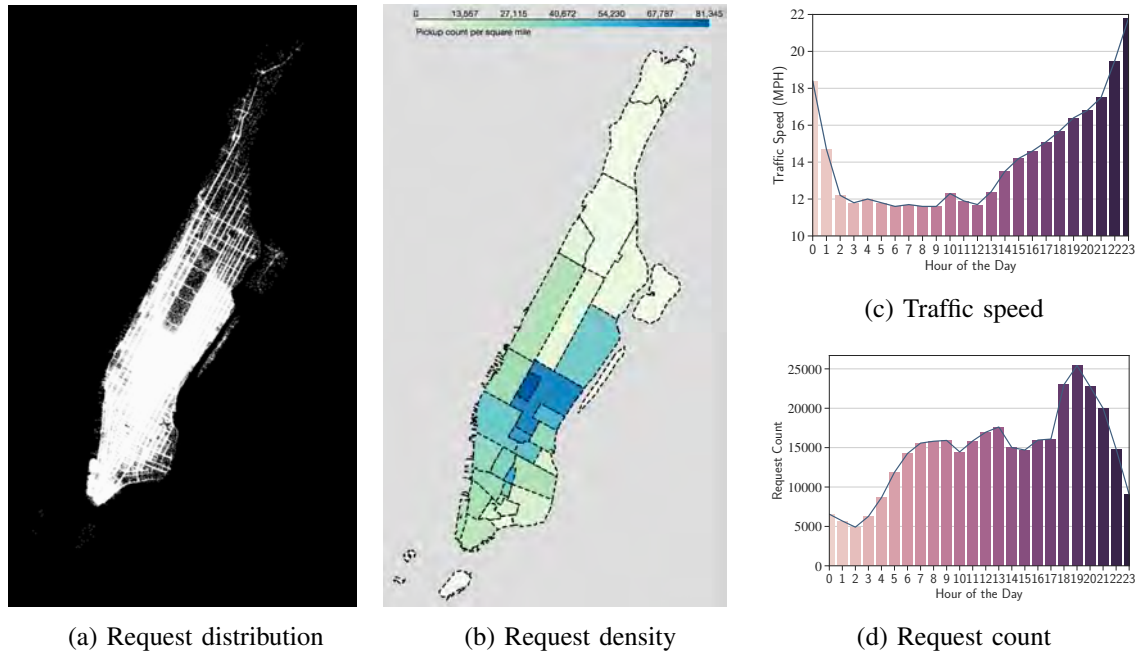 0 13,557 27,115 40,672 54,230 67,787 81,345
Pickup count per square mile
22
20
18
16
14
12
10
Traffic Speed (MPH)
0 1 2 3 4 5 6 7 8 9 10 11 12 13 14 15 16 17 18 19 20 21 22 23
Hour of the Day
(c) Traffic speed
25000
20000
15000
10000
5000
0
Request Count
0 1 2 3 4 5 6 7 8 9 10 11 12 13 14 15 16 17 18 19 20 21 22 23
Hour of the Day
(a) Request distribution
(b) Request density
(d) Request count